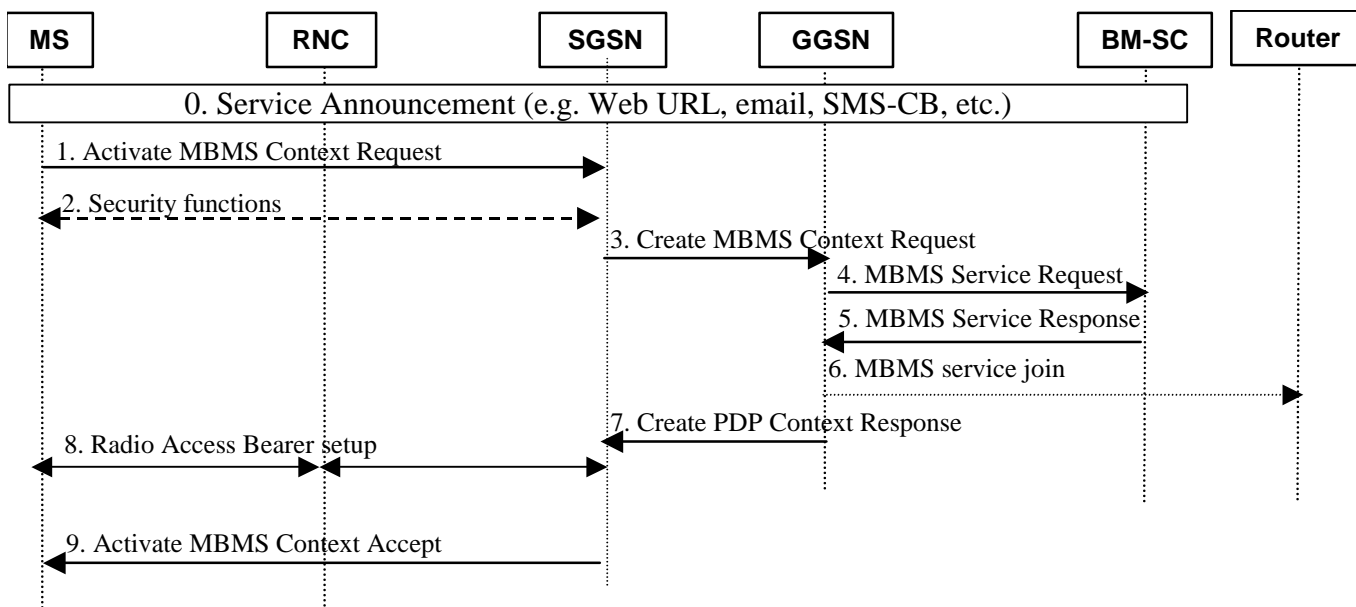 MS
RNC
SGSN
GGSN
BM-SC
Router
0. Service Announcement (e.g. Web URL, email, SMS-CB, etc.)
1. Activate MBMS Context Request
2. Security functions
3. Create MBMS Context Request
4. MBMS Service Request
5. MBMS Service Response
6. MBMS service join
7. Create PDP Context Response
8. Radio Access Bearer setup
9. Activate MBMS Context Accept